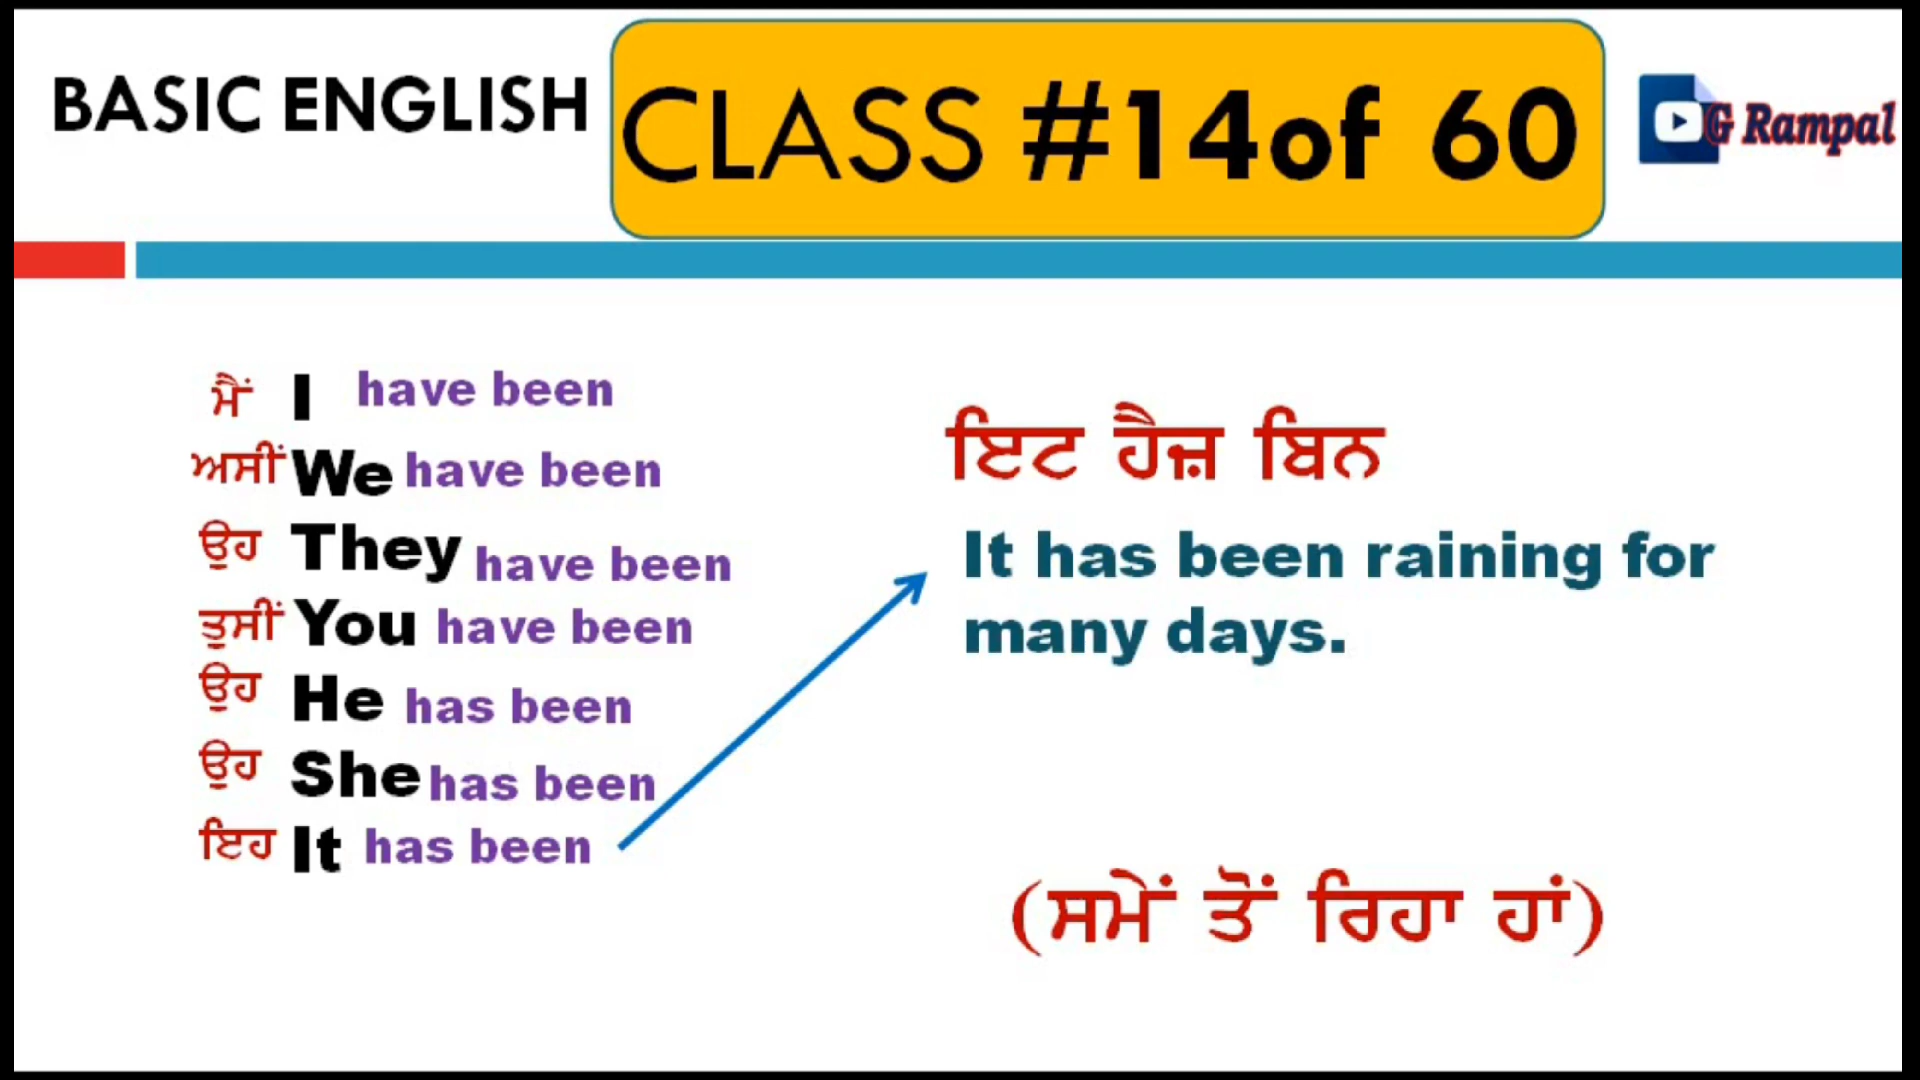 BASIC ENGLISH
CLASS #14of 60
G Rampal
ਮੈਂ I have been
ਅਸੀਂ We have been
ਉਹ They have been
ਤੁਸੀਂ You have been
ਉਹ He has been
ਉਹ She has been
ਇਹ It has been
ਇਟ ਹੈਜ਼ ਬਿਨ
It has been raining for
many days.
(ਸਮੇਂ ਤੋਂ ਰਿਹਾ ਹਾਂ)